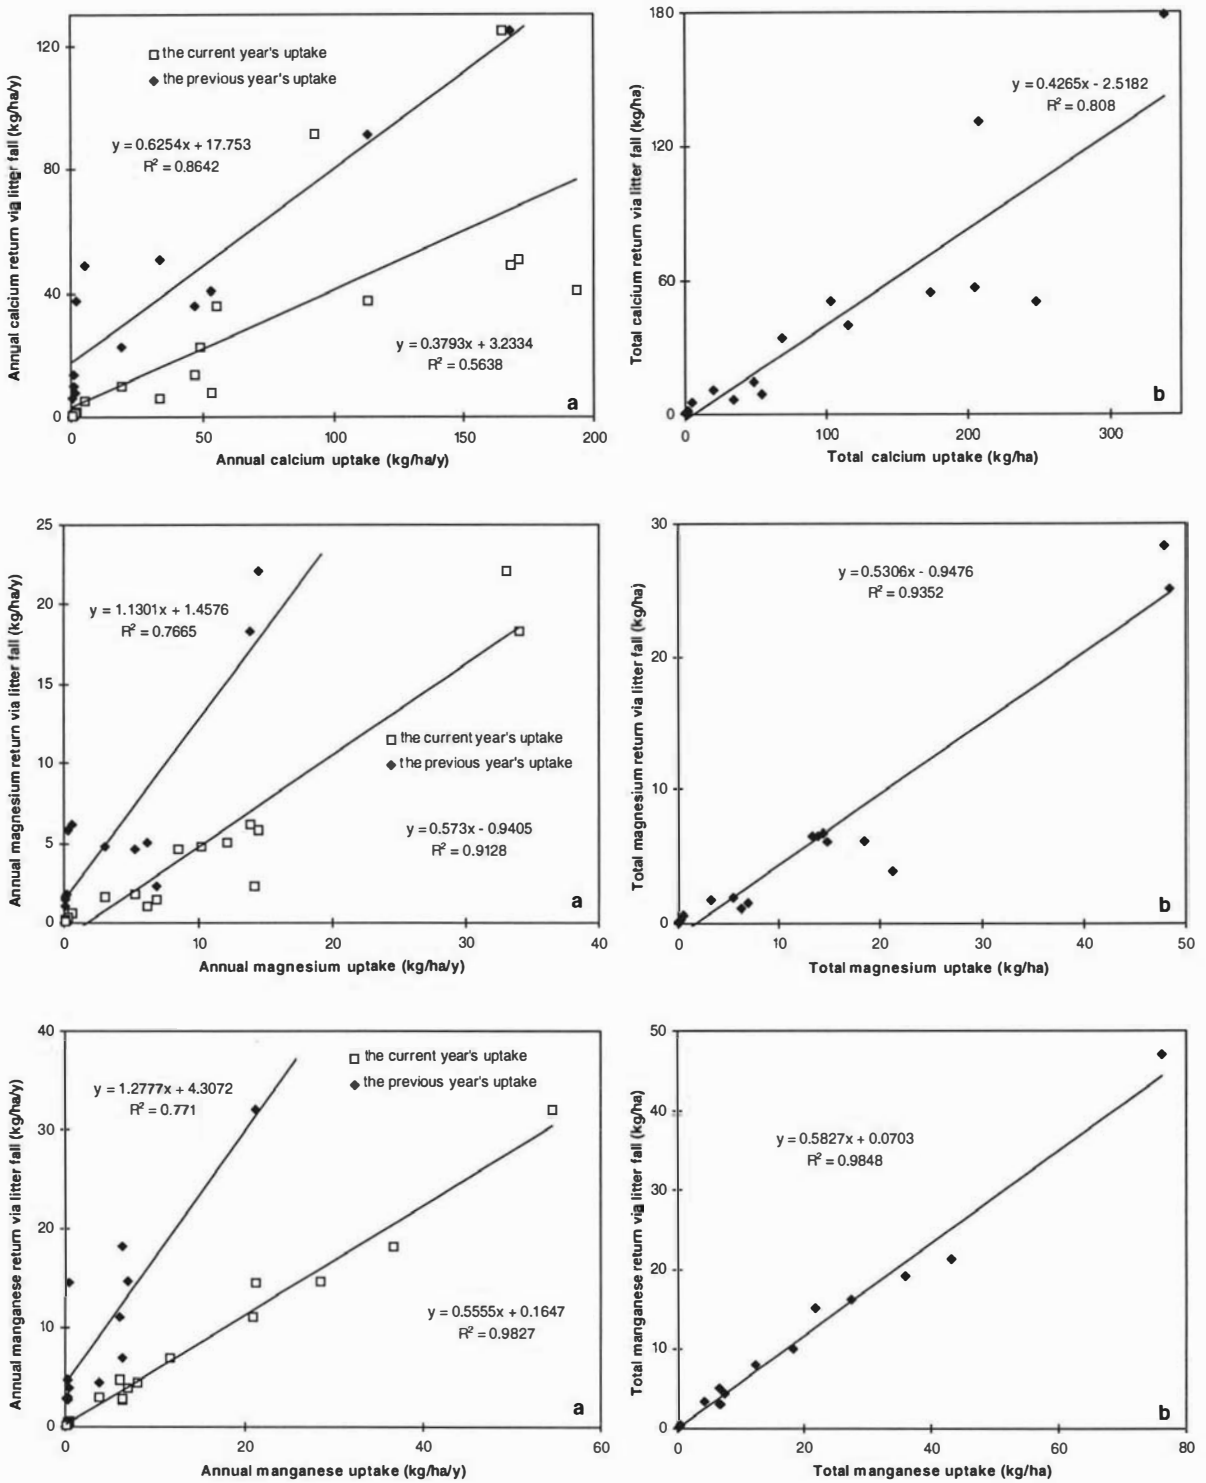 Annual calcium return via litter fall (kg/ha/y)
120
80
40
0
the current year's uptake
the previous year's uptake
y = 0.6254x + 17.753
R² = 0.8642
y = 0.3793x + 3.2334
R² = 0.5638
a
0 50 100 150 200
Annual calcium uptake (kg/ha/y)
Total calcium return via litter fall (kg/ha)
180
120
60
0
y = 0.4265x - 2.5182
R² = 0.808
b
0 100 200 300
Total calcium uptake (kg/ha)
Annual magnesium return via litter fall (kg/ha/y)
25
20
15
10
5
0
y = 1.1301x + 1.4576
R² = 0.7665
the current year's uptake
the previous year's uptake
y = 0.573x - 0.9405
R² = 0.9128
a
0 10 20 30 40
Annual magnesium uptake (kg/ha/y)
Total magnesium return via litter fall (kg/ha)
30
20
10
0
y = 0.5306x - 0.9476
R² = 0.9352
b
0 10 20 30 40 50
Total magnesium uptake (kg/ha)
Annual manganese return via litter fall (kg/ha/y)
40
30
20
10
0
the current year's uptake
the previous year's uptake
y = 1.2777x + 4.3072
R² = 0.771
y = 0.5555x + 0.1647
R² = 0.9827
a
0 20 40 60
Annual manganese uptake (kg/ha/y)
Total manganese return via litter fall (kg/ha)
50
40
30
20
10
0
y = 0.5827x + 0.0703
R² = 0.9848
b
0 20 40 60 80
Total manganese uptake (kg/ha)